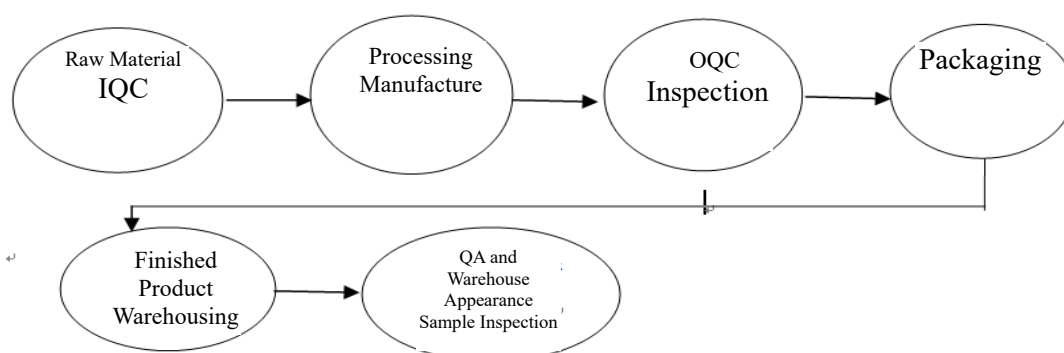 Raw Material
IQC
Processing
Manufacture
OQC
Inspection
Packaging
Finished
Product
Warehousing
QA and
Warehouse
Appearance
Sample Inspection